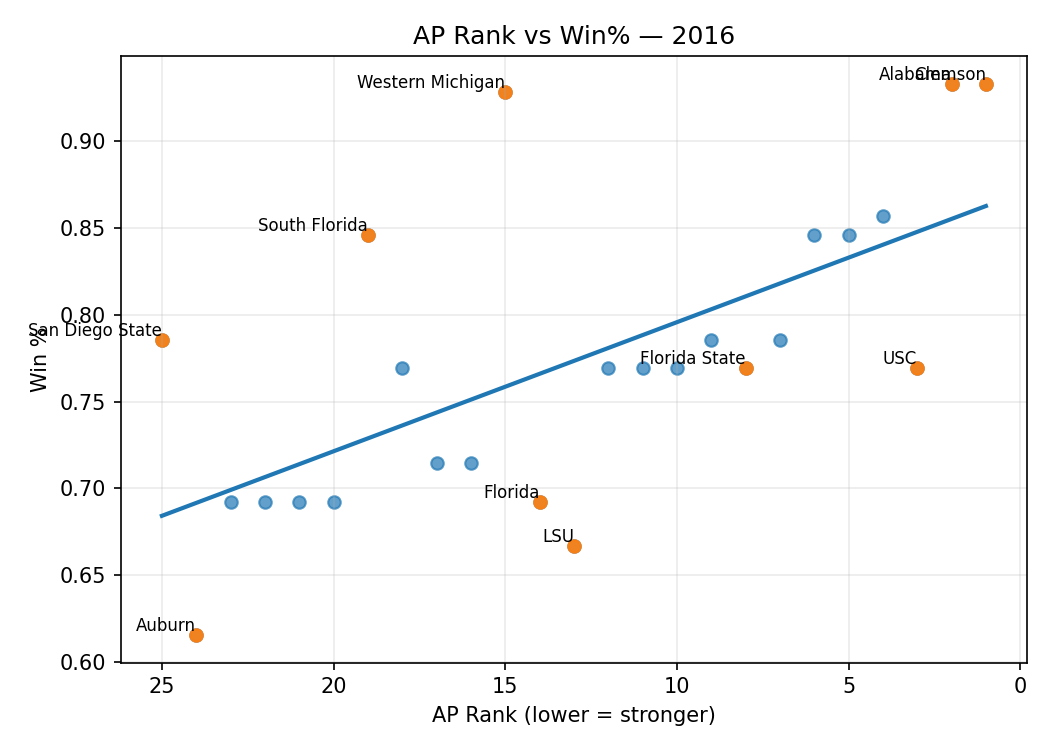 AP Rank vs Win% — 2016
Western Michigan
Alabama
Clemson
South Florida
San Diego State
Florida State
USC
Florida
LSU
Auburn
Win %
0.90
0.85
0.80
0.75
0.70
0.65
0.60
25
20
15
10
5
0
AP Rank (lower = stronger)